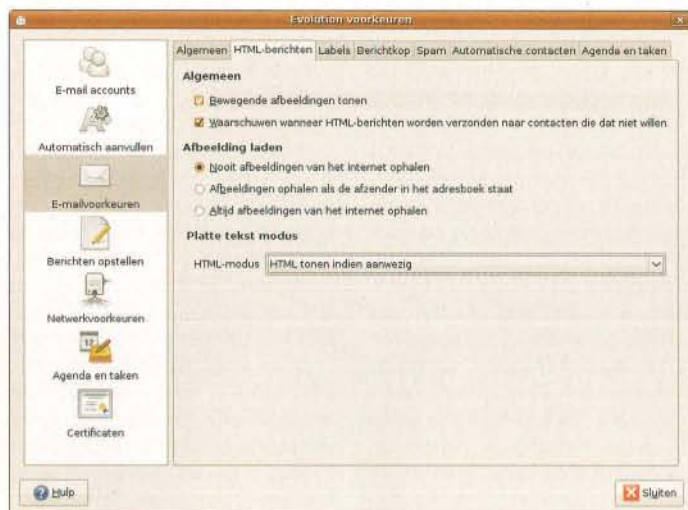 Evolution voorkeuren
E-mail accounts
Automatisch aanvullen
E-mailvoorkeuren
Berichten opstellen
Netwerkvoorkeuren
12
Agenda en taken
Certificaten
Algemeen HTML-berichten Labels Berichtkop Spam Automatische contacten Agenda en taken
Algemeen
Bewegende afbeeldingen tonen
Waarschuwen wanneer HTML-berichten worden verzonden naar contacten die dat niet willen
Afbeelding laden
Nooit afbeeldingen van het internet ophalen
Afbeeldingen ophalen als de afzender in het adresboek staat
Altijd afbeeldingen van het internet ophalen
Platte tekst modus
HTML-modus HTML tonen indien aanwezig
Hulp
Sluiten